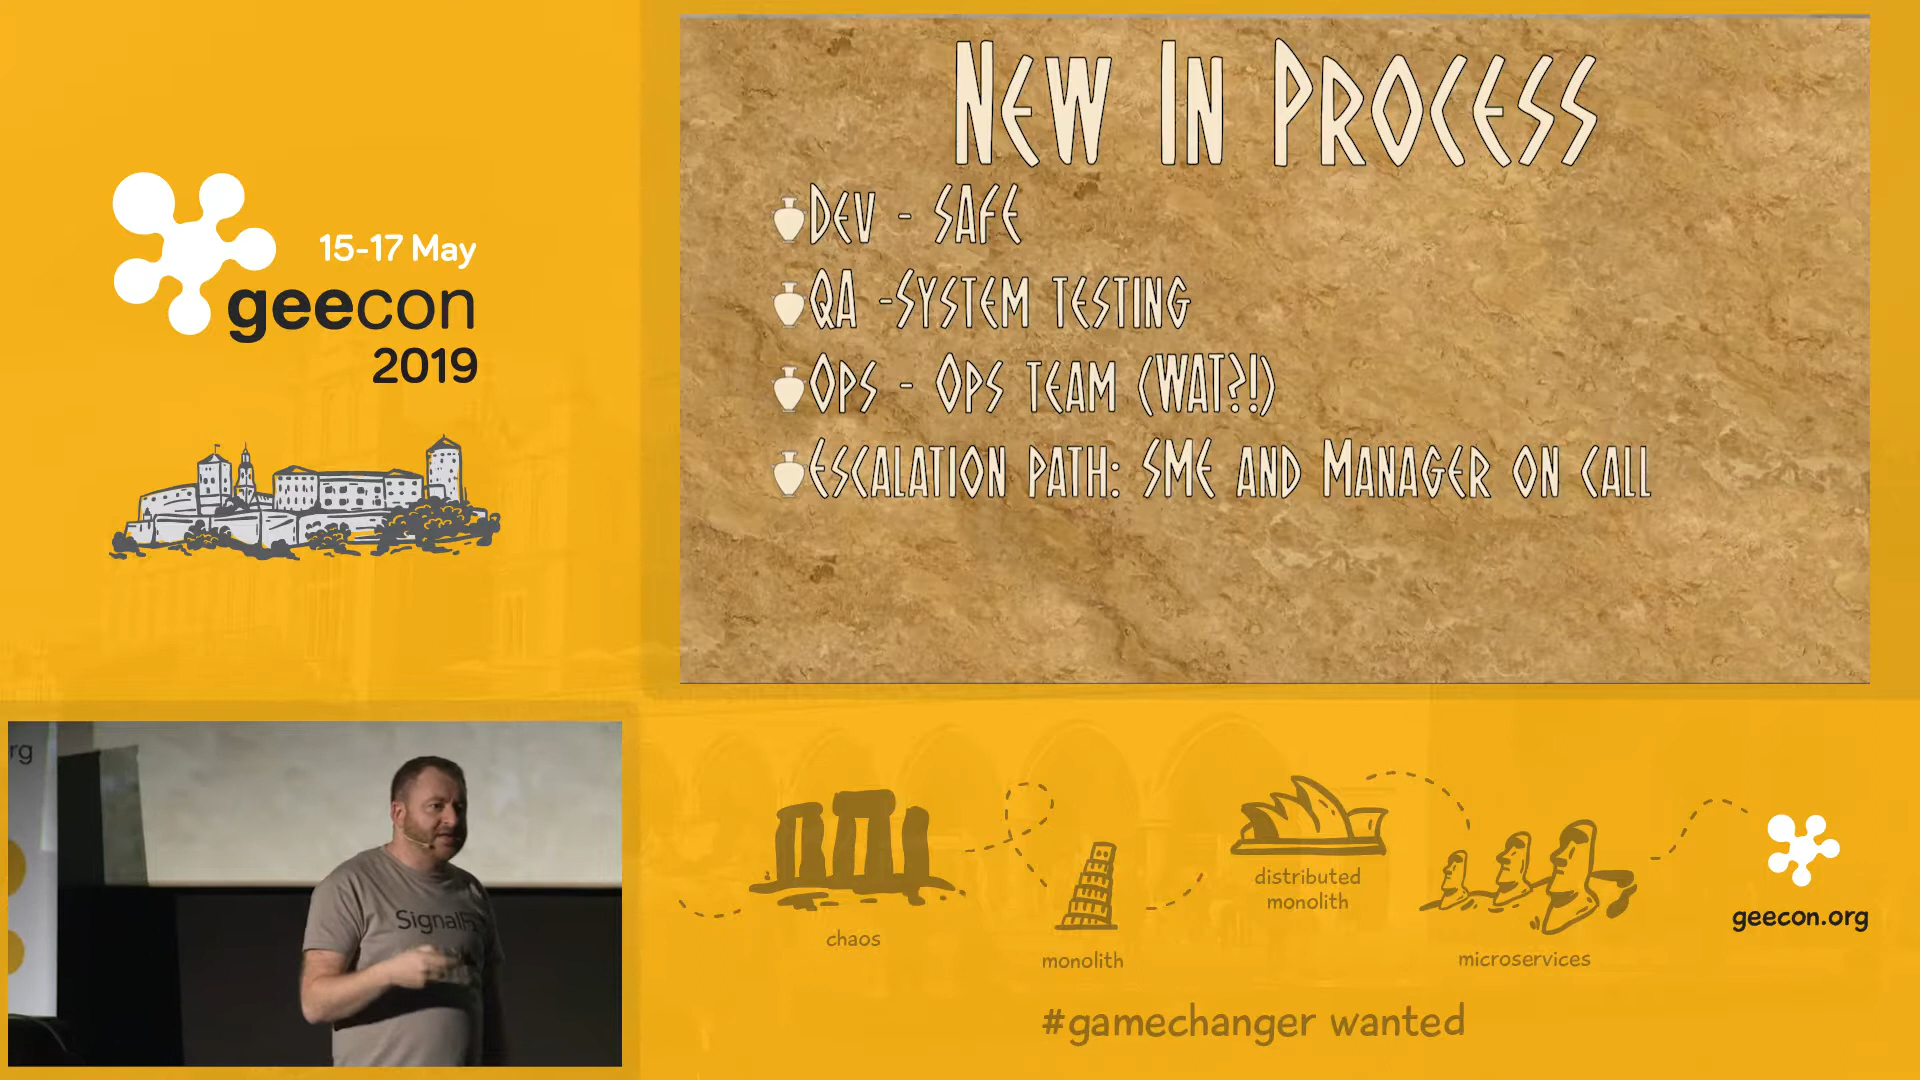 15-17 May
geecon
2019
New In Process
Dev - SAFE
QA -System testing
Ops - Ops team (WAT?!)
Escalation path: SME and Manager on call
rg
SignalFx
chaos
monolith
distributed
monolith
microservices
geecon.org
#gamechanger wanted